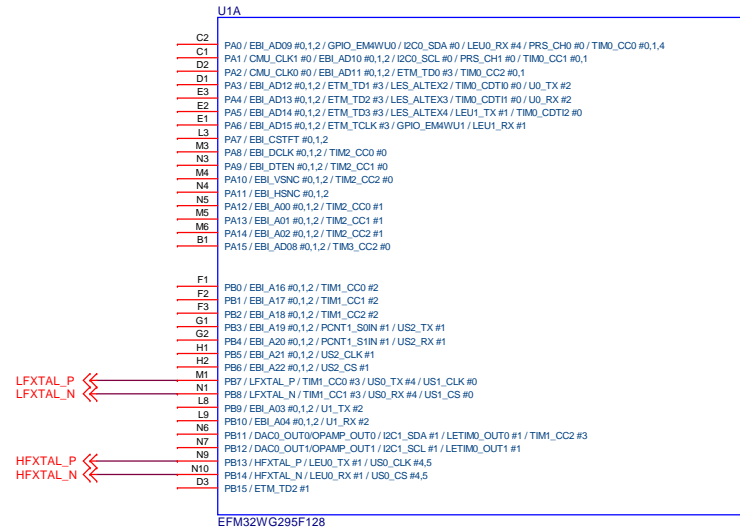 U1A
C2 PA0 / EBI_AD09 #0,1,2 / GPIO_EM4WU0 / I2C0_SDA #0 / LEU0_RX #4 / PRS_CH0 #0 / TIM0_CC0 #0,1,4
C1 PA1 / CMU_CLK1 #0 / EBI_AD10 #0,1,2 / I2C0_SCL #0 / PRS_CH1 #0 / TIM0_CC1 #0,1
D2 PA2 / CMU_CLK0 #0 / EBI_AD11 #0,1,2 / ETM_TD0 #3 / TIM0_CC2 #0,1
D1 PA3 / EBI_AD12 #0,1,2 / ETM_TD1 #3 / LES_ALTEX2 / TIM0_CDTI0 #0 / U0_TX #2
E3 PA4 / EBI_AD13 #0,1,2 / ETM_TD2 #3 / LES_ALTEX3 / TIM0_CDTI1 #0 / U0_RX #2
E2 PA5 / EBI_AD14 #0,1,2 / ETM_TD3 #3 / LES_ALTEX4 / LEU1_TX #1 / TIM0_CDTI2 #0
E1 PA6 / EBI_AD15 #0,1,2 / ETM_TCLK #3 / GPIO_EM4WU1 / LEU1_RX #1
L3 PA7 / EBI_CSTFT #0,1,2
M3 PA8 / EBI_DCLK #0,1,2 / TIM2_CC0 #0
N3 PA9 / EBI_DTEN #0,1,2 / TIM2_CC1 #0
M4 PA10 / EBI_VSNC #0,1,2 / TIM2_CC2 #0
N4 PA11 / EBI_HSNC #0,1,2
N5 PA12 / EBI_A00 #0,1,2 / TIM2_CC0 #1
M5 PA13 / EBI_A01 #0,1,2 / TIM2_CC1 #1
M6 PA14 / EBI_A02 #0,1,2 / TIM2_CC2 #1
B1 PA15 / EBI_AD08 #0,1,2 / TIM3_CC2 #0
F1 PB0 / EBI_A16 #0,1,2 / TIM1_CC0 #2
F2 PB1 / EBI_A17 #0,1,2 / TIM1_CC1 #2
F3 PB2 / EBI_A18 #0,1,2 / TIM1_CC2 #2
G1 PB3 / EBI_A19 #0,1,2 / PCNT1_S0IN #1 / US2_TX #1
G2 PB4 / EBI_A20 #0,1,2 / PCNT1_S1IN #1 / US2_RX #1
H1 PB5 / EBI_A21 #0,1,2 / US2_CLK #1
H2 PB6 / EBI_A22 #0,1,2 / US2_CS #1
LFXTAL_P M1 PB7 / LFXTAL_P / TIM1_CC0 #3 / US0_TX #4 / US1_CLK #0
LFXTAL_N N1 PB8 / LFXTAL_N / TIM1_CC1 #3 / US0_RX #4 / US1_CS #0
L8 PB9 / EBI_A03 #0,1,2 / U1_TX #2
L9 PB10 / EBI_A04 #0,1,2 / U1_RX #2
N6 PB11 / DAC0_OUT0/OPAMP_OUT0 / I2C1_SDA #1 / LETIM0_OUT0 #1 / TIM1_CC2 #3
N7 PB12 / DAC0_OUT1/OPAMP_OUT1 / I2C1_SCL #1 / LETIM0_OUT1 #1
HFXTAL_P N9 PB13 / HFXTAL_P / LEU0_TX #1 / US0_CLK #4,5
HFXTAL_N N10 PB14 / HFXTAL_N / LEU0_RX #1 / US0_CS #4,5
D3 PB15 / ETM_TD2 #1
EFM32WG295F128